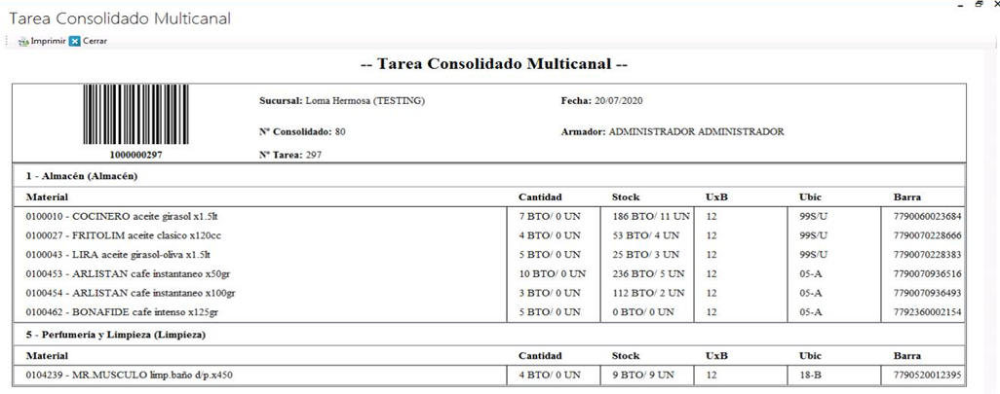 Tarea Consolidado Multicanal
Imprimir Cerrar
-- Tarea Consolidado Multicanal --
Sucursal: Loma Hermosa (TESTING) Fecha: 20/07/2020
Nº Consolidado: 80 Armador: ADMINISTRADOR ADMINISTRADOR
1000000297 Nº Tarea: 297
1 - Almacén (Almacén)
Material Cantidad Stock UxB Ubic Barra
0100010 - COCINERO aceite girasol x1.5lt 7 BTO/ 0 UN 186 BTO/ 11 UN 12 99S/U 7790060023684
0100027 - FRITOLIM aceite clasico x120cc 4 BTO/ 0 UN 53 BTO/ 4 UN 12 99S/U 7790070228666
0100043 - LIRA aceite girasol-oliva x1.5lt 5 BTO/ 0 UN 25 BTO/ 3 UN 12 99S/U 7790070228383
0100453 - ARLISTAN cafe instantaneo x50gr 10 BTO/ 0 UN 236 BTO/ 5 UN 12 05-A 7790070936516
0100454 - ARLISTAN cafe instantaneo x100gr 3 BTO/ 0 UN 112 BTO/ 2 UN 12 05-A 7790070936493
0100462 - BONAFIDE cafe intenso x125gr 5 BTO/ 0 UN 0 BTO/ 0 UN 12 05-A 7792360002154
5 - Perfumeria y Limpieza (Limpieza)
Material Cantidad Stock UxB Ubic Barra
0104239 - MR.MUSCULO limp.baño d/p.x450 4 BTO/ 0 UN 9 BTO/ 9 UN 12 18-B 7790520012395